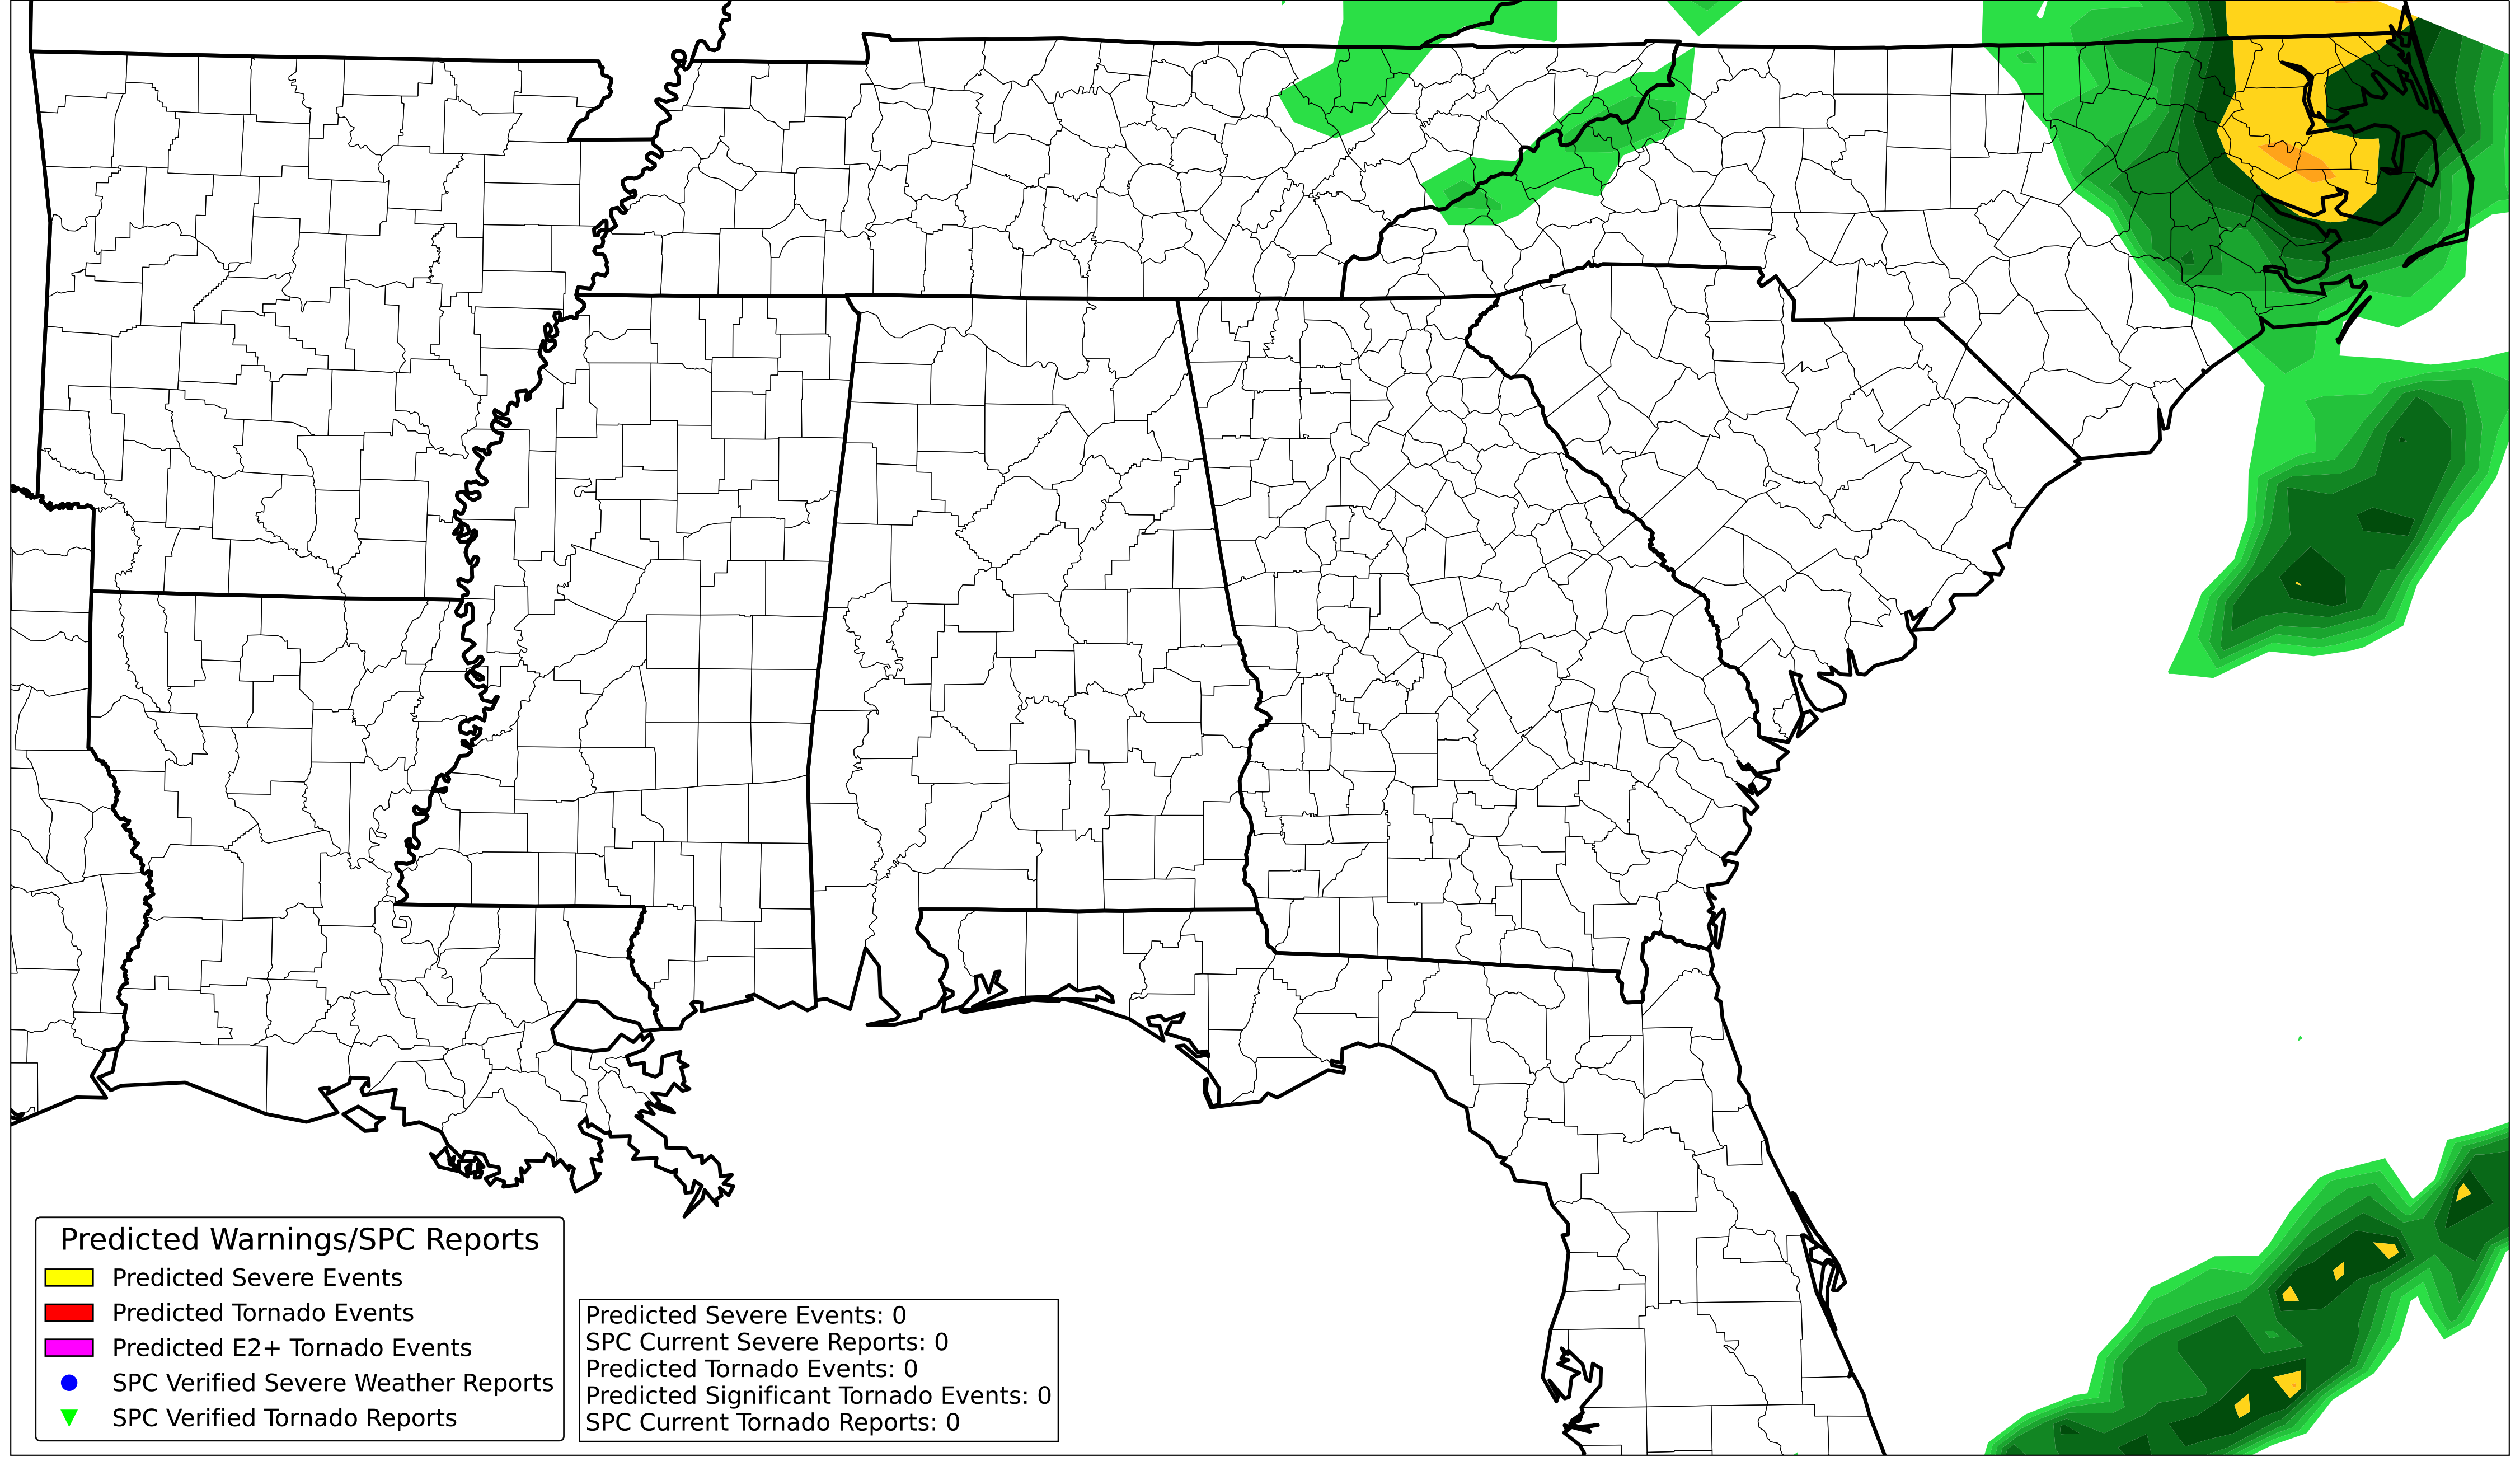 Predicted Warnings/SPC Reports
Predicted Severe Events
Predicted Tornado Events
Predicted E2+ Tornado Events
SPC Verified Severe Weather Reports
SPC Verified Tornado Reports
Predicted Severe Events: 0
SPC Current Severe Reports: 0
Predicted Tornado Events: 0
Predicted Significant Tornado Events: 0
SPC Current Tornado Reports: 0